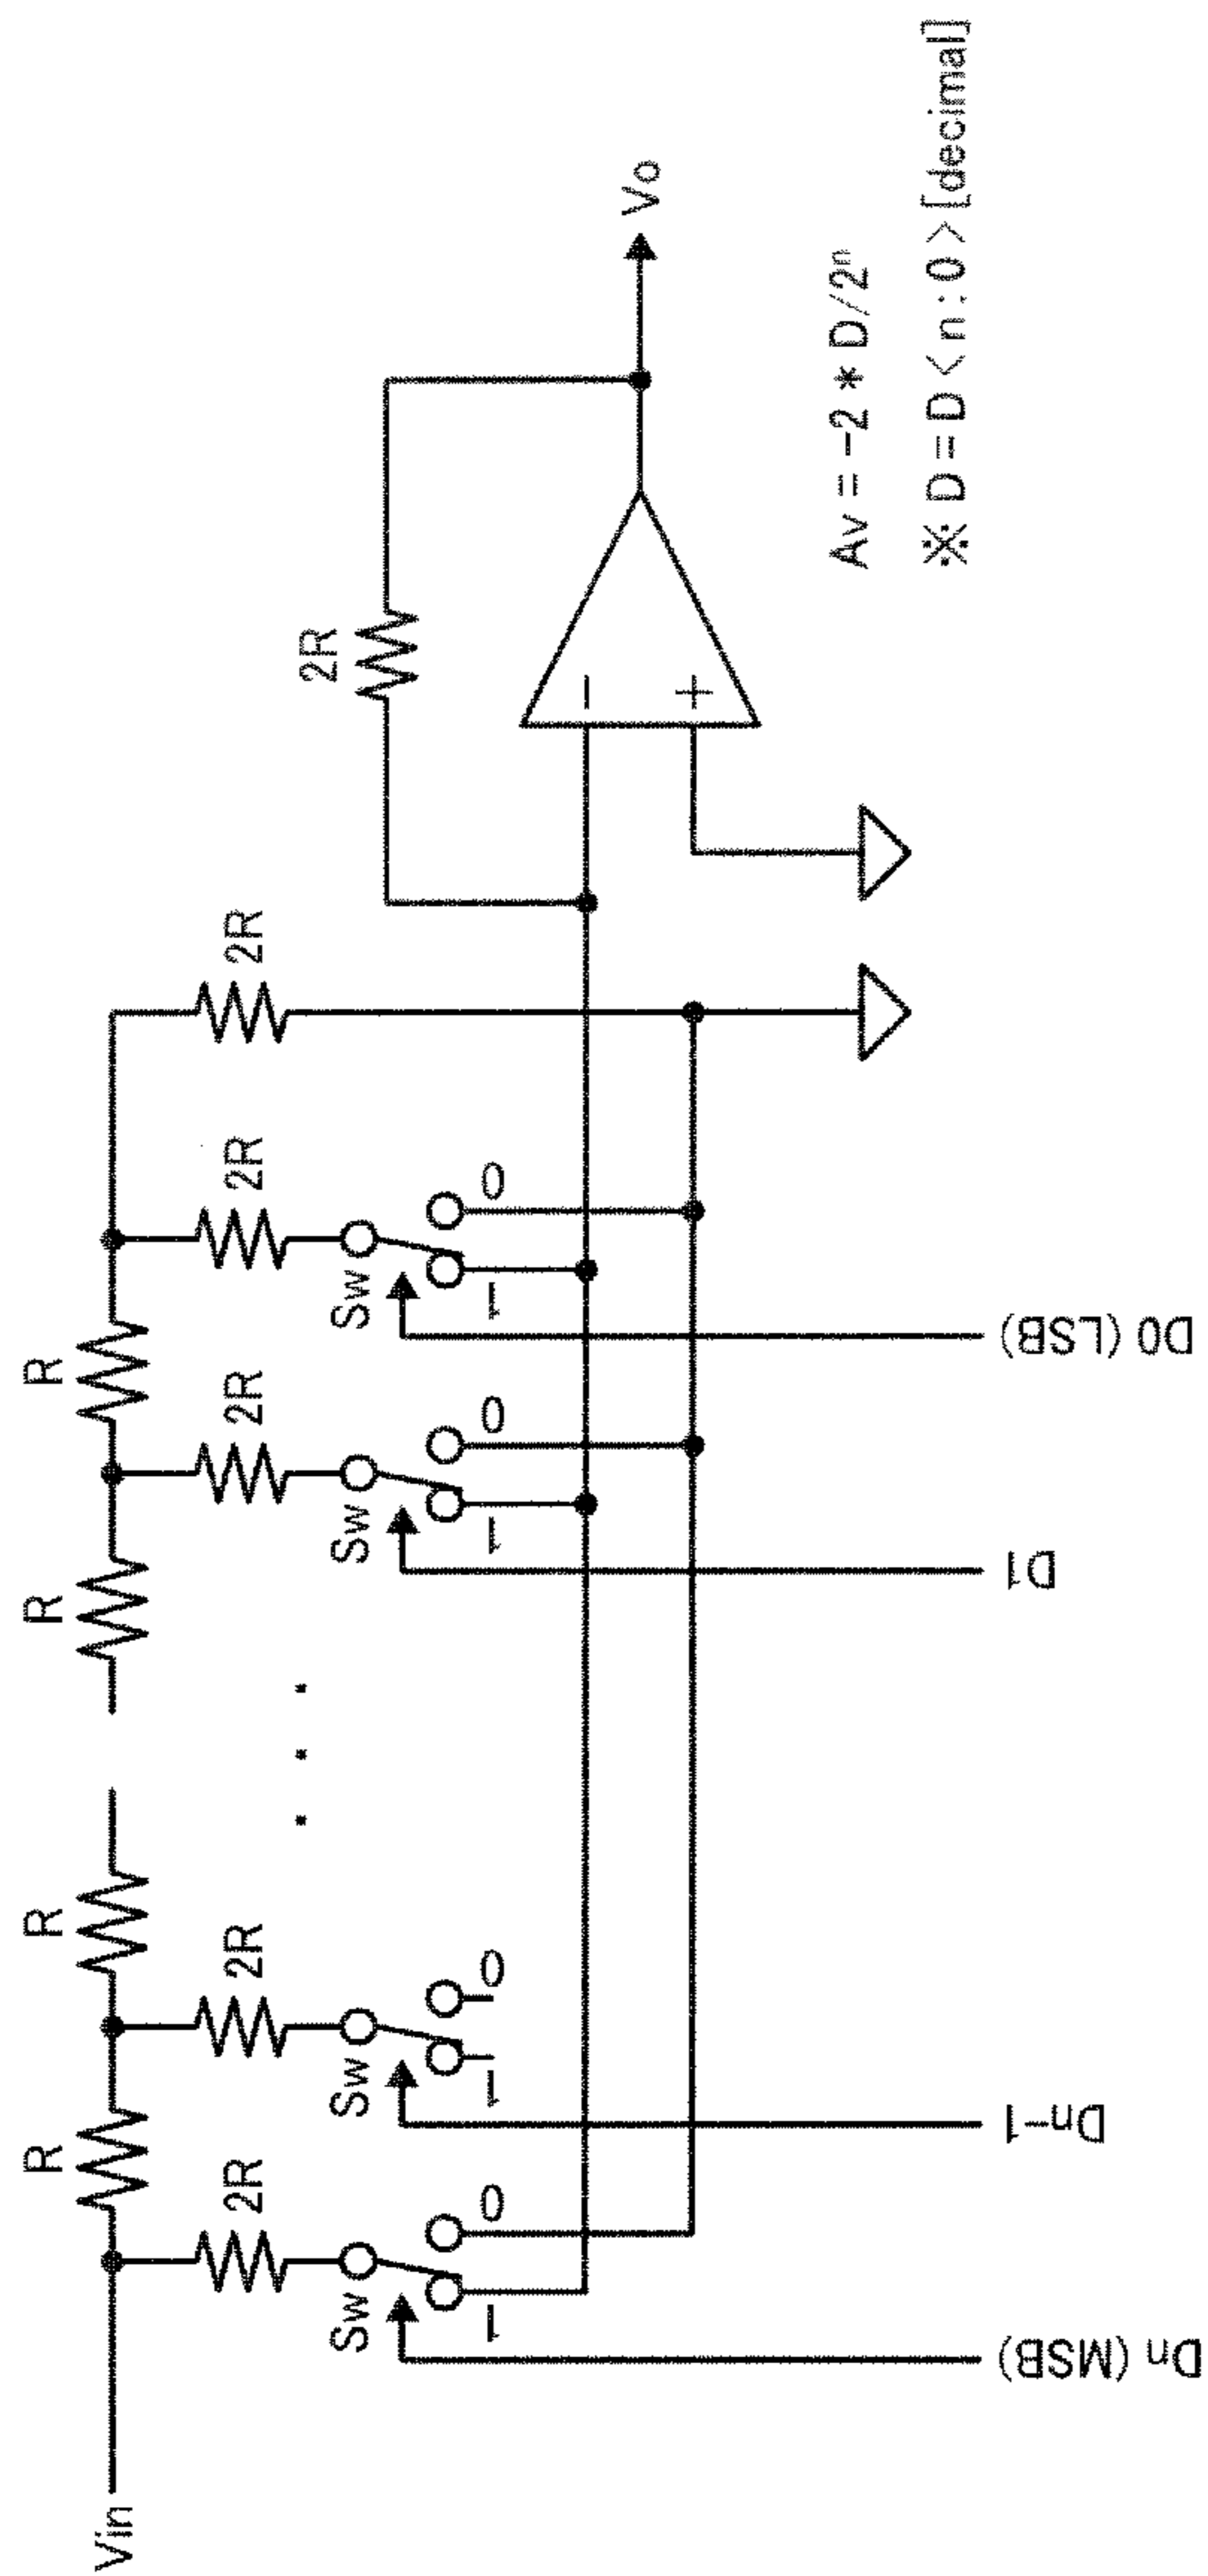 Vin
R
R
R
R
2R
2R
2R
2R
2R
2R
Sw
Sw
Sw
Sw
1
0
1
0
1
0
1
0
Dn (MSB)
Dn-1
D1
D0 (LSB)
-
+
Vo
Av = -2 * D/2ⁿ
※ D = D < n : 0 > [decimal]